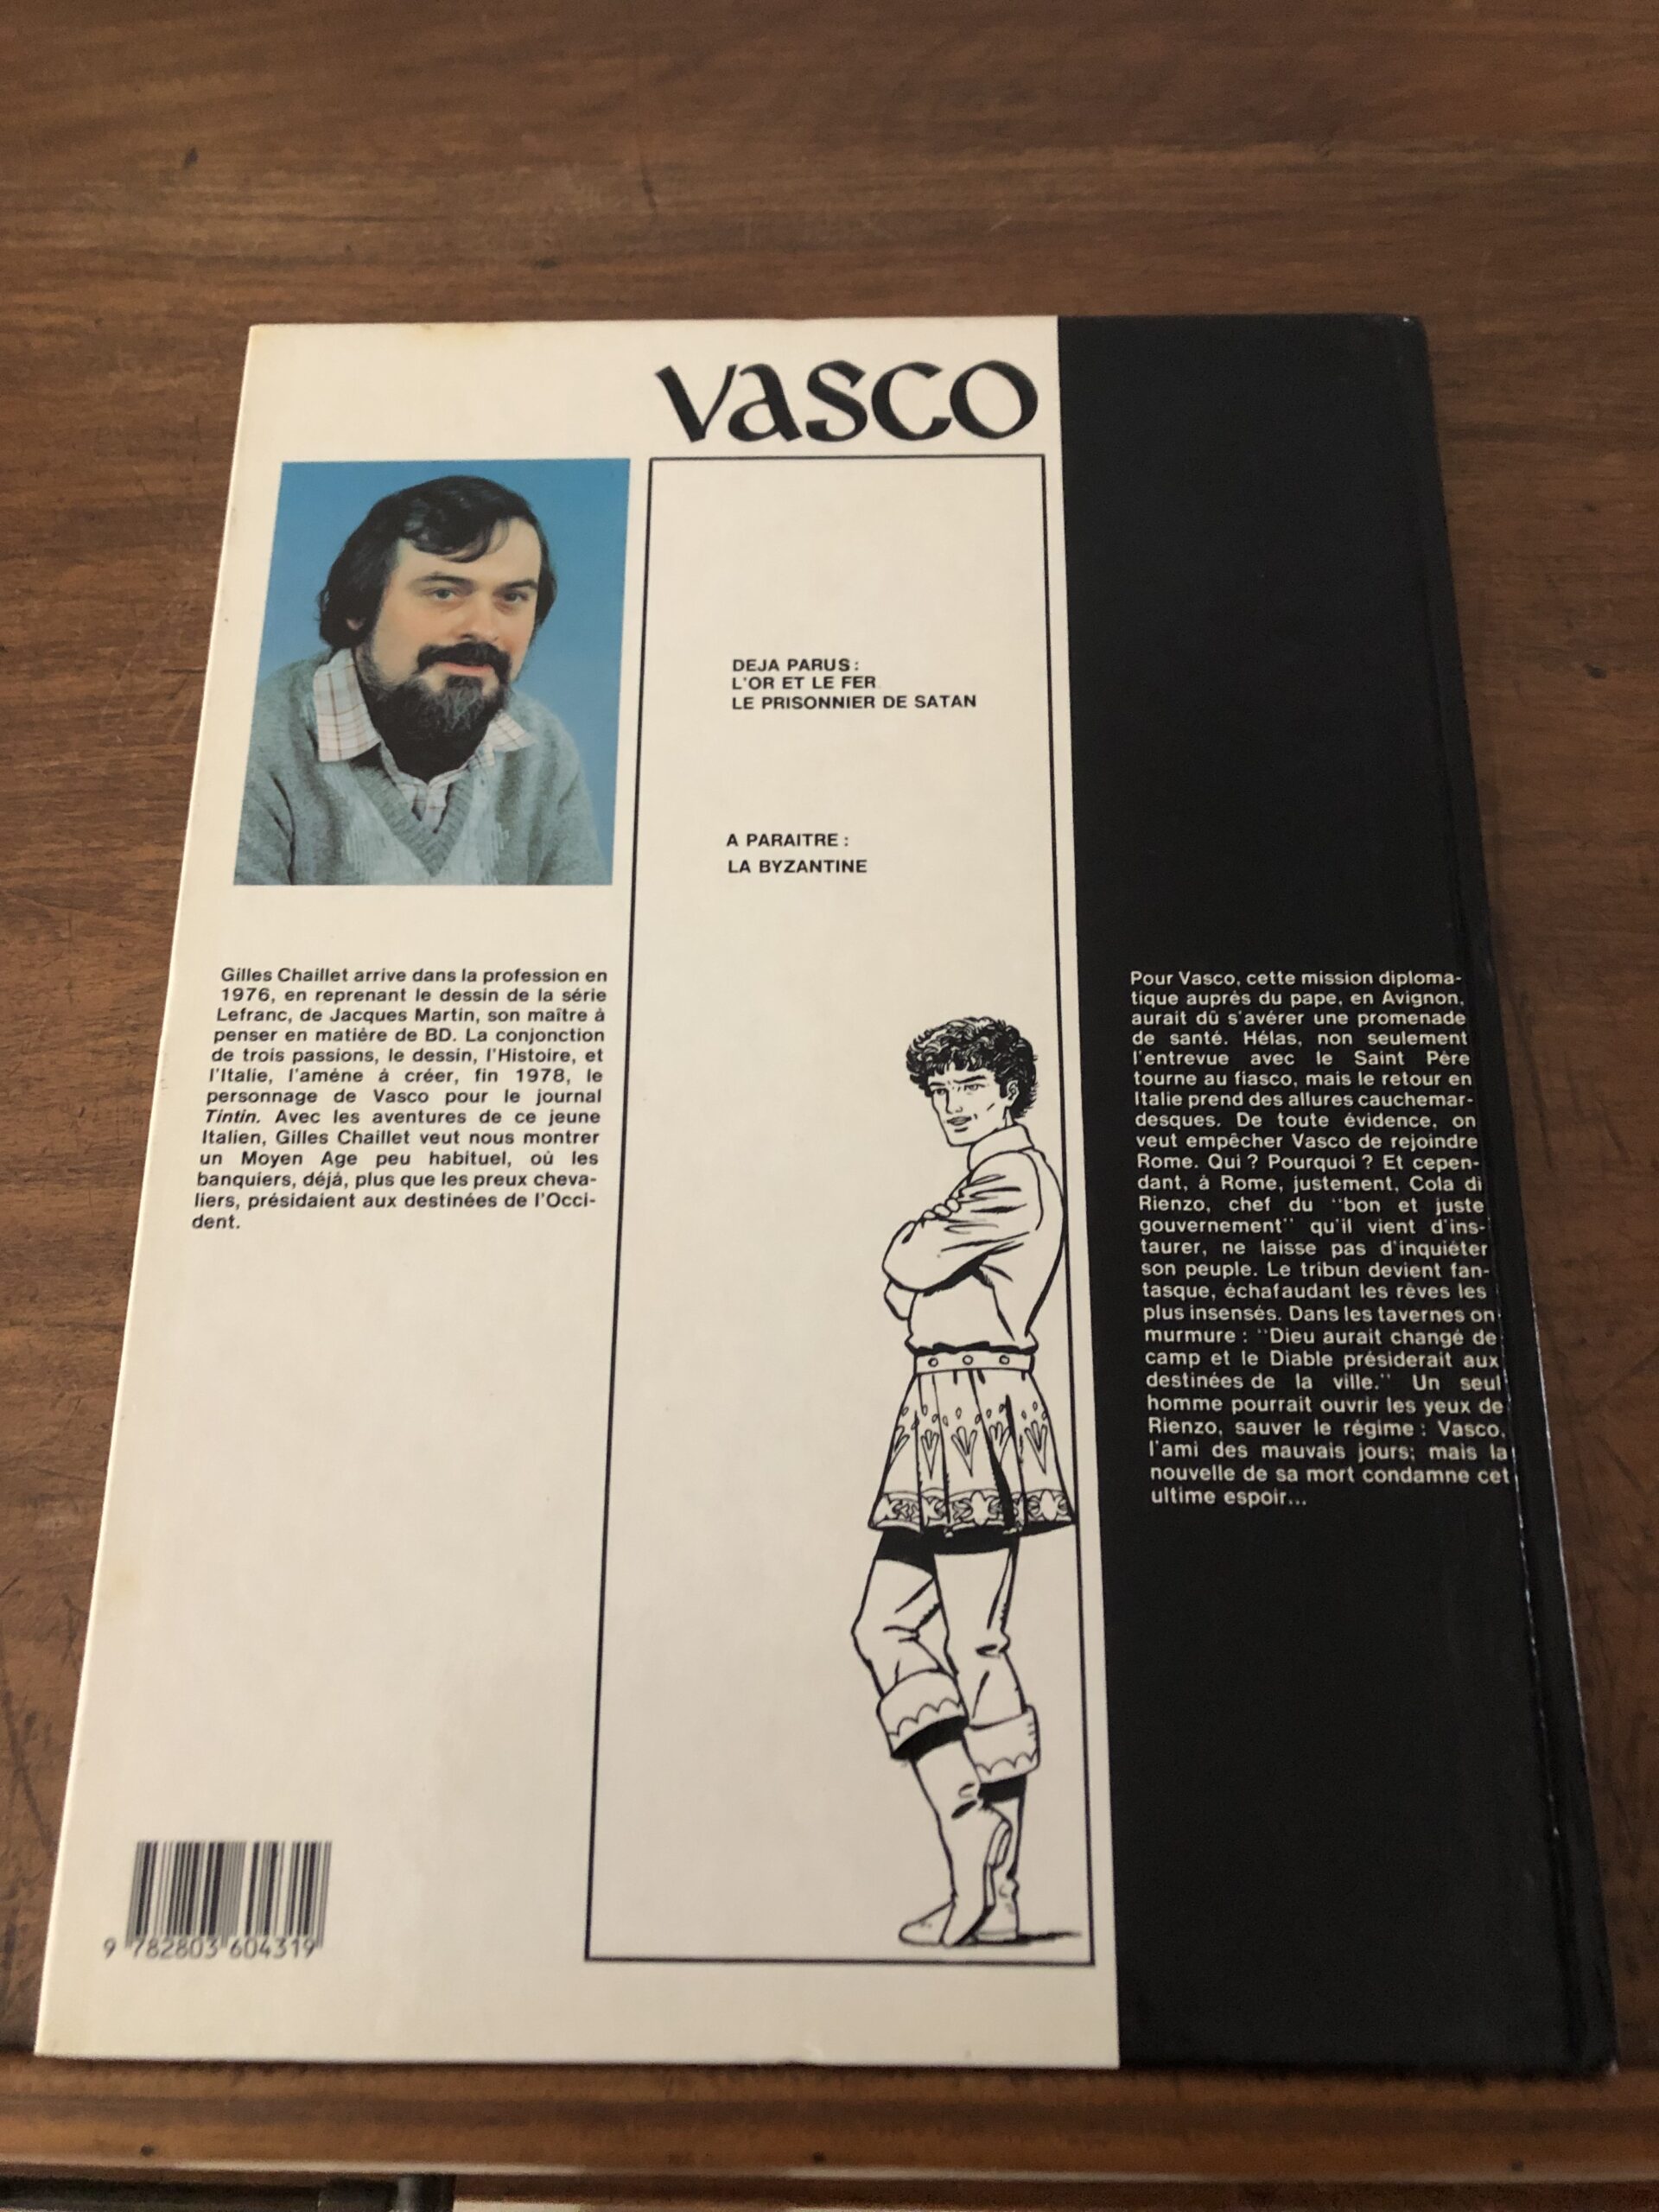 VASCO
DEJA PARUS :
L'OR ET LE FER
LE PRISONNIER DE SATAN
A PARAITRE :
LA BYZANTINE
Gilles Chaillet arrive dans la profession en
1976, en reprenant le dessin de la série
Lefranc, de Jacques Martin, son maître à
penser en matière de BD. La conjonction
de trois passions, le dessin, l'Histoire, et
l'Italie, l'amène à créer, fin 1978, le
personnage de Vasco pour le journal
Tintin. Avec les aventures de ce jeune
Italien, Gilles Chaillet veut nous montrer
un Moyen Age peu habituel, où les
banquiers, déjà, plus que les preux cheva-
liers, présidaient aux destinées de l'Occi-
dent.
9 782803 604319
Pour Vasco, cette mission diploma-
tique auprès du pape, en Avignon,
aurait dû s'avérer une promenade
de santé. Hélas, non seulement
l'entrevue avec le Saint Père
tourne au fiasco, mais le retour en
Italie prend des allures cauchemar-
desques. De toute évidence, on
veut empêcher Vasco de rejoindre
Rome. Qui ? Pourquoi ? Et cepen-
dant, à Rome, justement, Cola di
Rienzo, chef du "bon et juste
gouvernement" qu'il vient d'ins-
taurer, ne laisse pas d'inquiéter
son peuple. Le tribun devient fan-
tasque, échafaudant les rêves les
plus insensés. Dans les tavernes on
murmure : "Dieu aurait changé de
camp et le Diable présiderait aux
destinées de la ville." Un seul
homme pourrait ouvrir les yeux de
Rienzo, sauver le régime : Vasco,
l'ami des mauvais jours; mais la
nouvelle de sa mort condamne cet
ultime espoir...